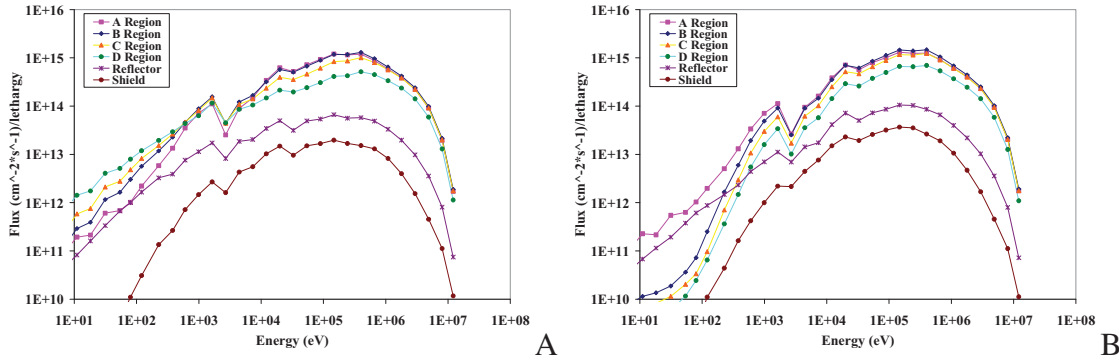 1E+16
1E+15
1E+14
1E+13
1E+12
1E+11
1E+10
Flux (cm^-2*s^-1)/lethargy
A Region
B Region
C Region
D Region
Reflector
Shield
1E+01 1E+02 1E+03 1E+04 1E+05 1E+06 1E+07 1E+08
Energy (eV)
A
1E+16
1E+15
1E+14
1E+13
1E+12
1E+11
1E+10
Flux (cm^-2*s^-1)/lethargy
A Region
B Region
C Region
D Region
Reflector
Shield
1E+01 1E+02 1E+03 1E+04 1E+05 1E+06 1E+07 1E+08
Energy (eV)
B